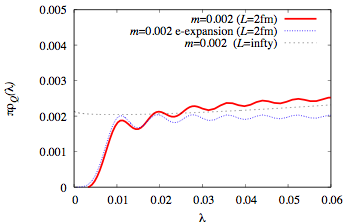 m=0.002 (L=2fm)
m=0.002 e-expansion (L=2fm)
m=0.002 (L=infty)
0.005
0.004
0.003
0.002
0.001
0
πρQ(λ)
0 0.01 0.02 0.03 0.04 0.05 0.06
λ